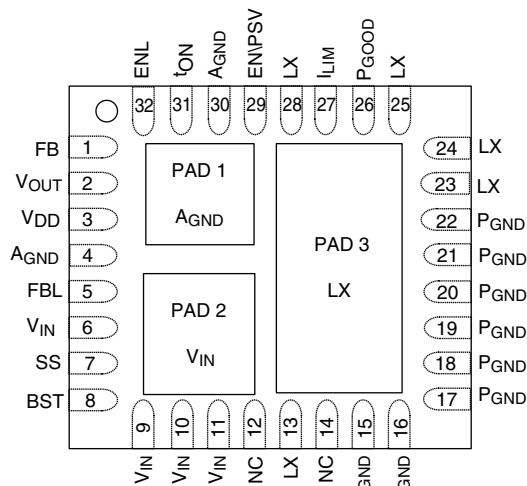 ENL
tON
AGND
EN\PSV
LX
ILIM
PGOOD
LX
32
31
30
29
28
27
26
25
FB 1
VOUT 2
VDD 3
AGND 4
FBL 5
VIN 6
SS 7
BST 8
PAD 1
AGND
PAD 2
VIN
PAD 3
LX
24 LX
23 LX
22 PGND
21 PGND
20 PGND
19 PGND
18 PGND
17 PGND
9
10
11
12
13
14
15
16
VIN
VIN
VIN
NC
LX
NC
GND
GND